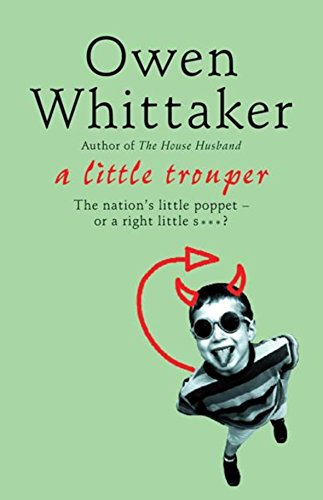 Owen
Whittaker
Author of The House Husband
a little trouper
The nation's little poppet –
or a right little s***?